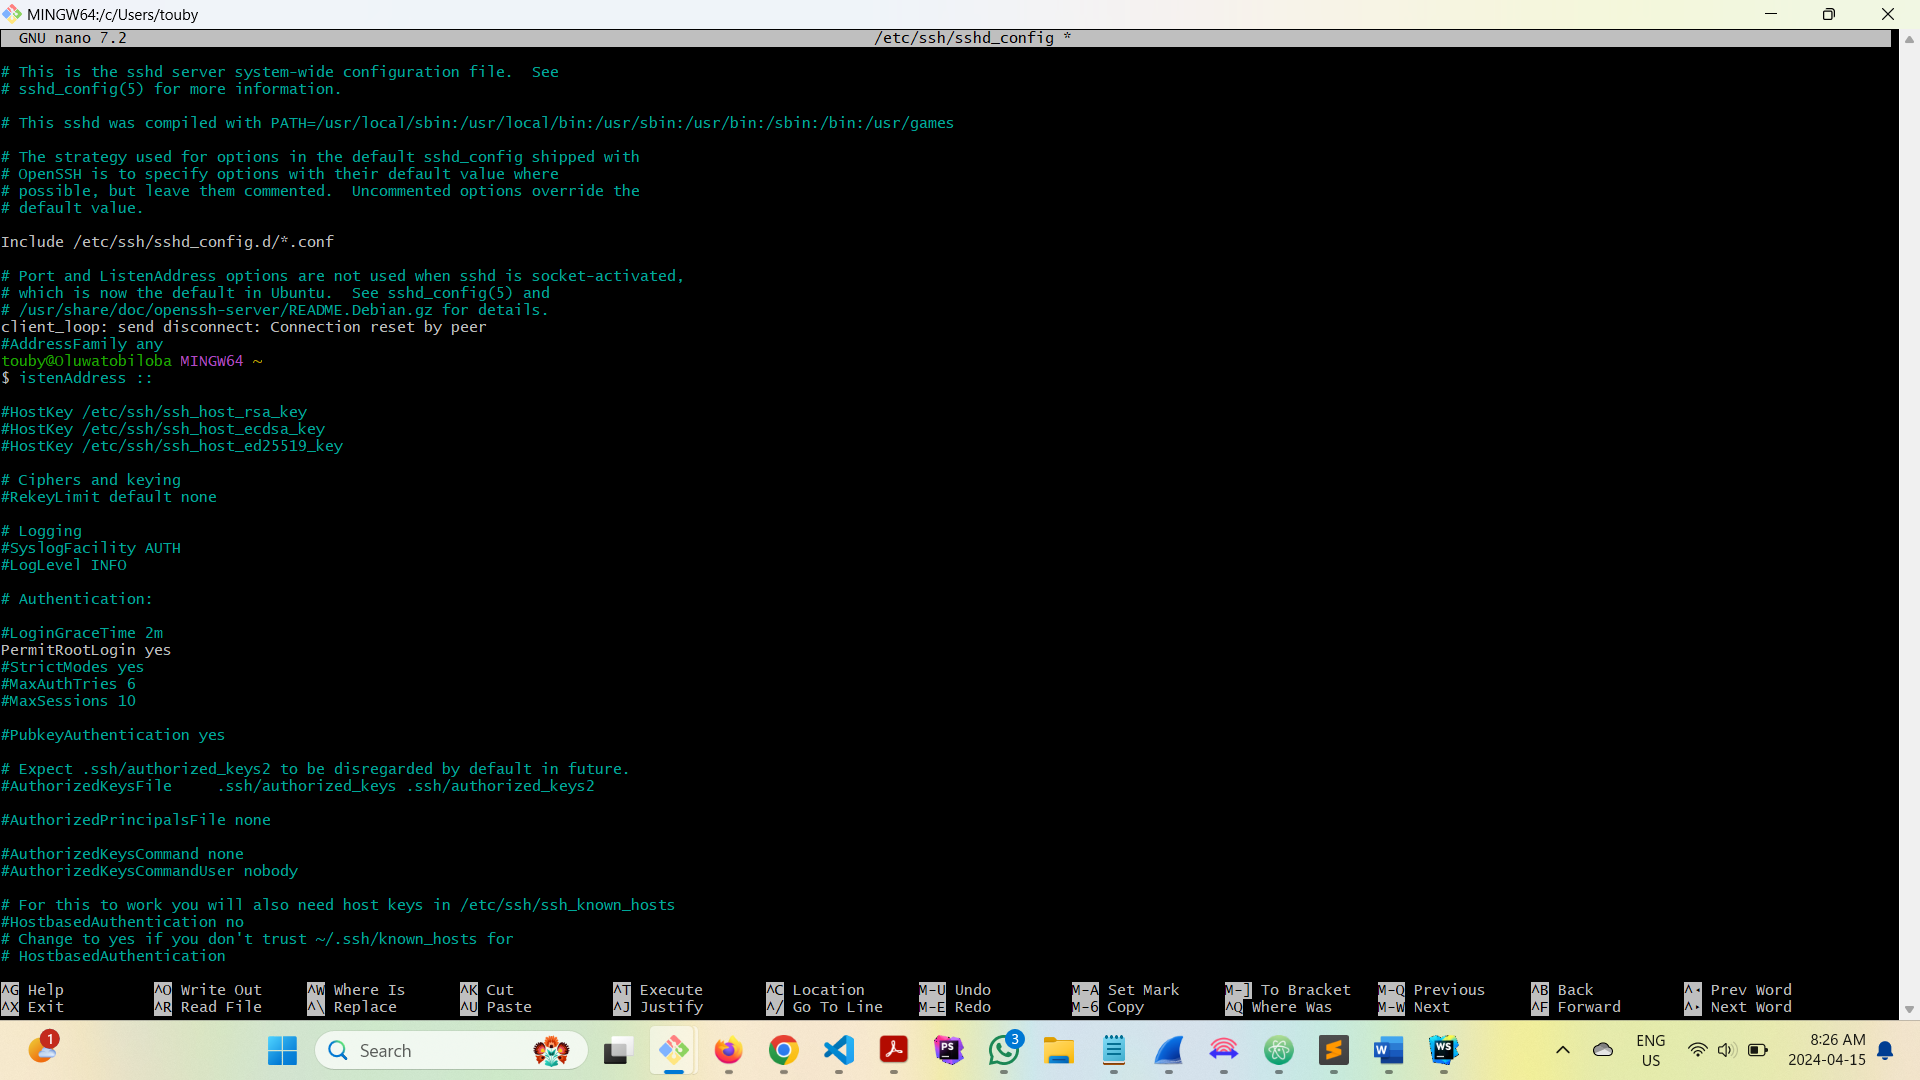 MINGW64:/c/Users/touby
GNU nano 7.2 /etc/ssh/sshd_config *
# This is the sshd server system-wide configuration file.  See
# sshd_config(5) for more information.
# This sshd was compiled with PATH=/usr/local/sbin:/usr/local/bin:/usr/sbin:/usr/bin:/sbin:/bin:/usr/games
# The strategy used for options in the default sshd_config shipped with
# OpenSSH is to specify options with their default value where
# possible, but leave them commented.  Uncommented options override the
# default value.
Include /etc/ssh/sshd_config.d/*.conf
# Port and ListenAddress options are not used when sshd is socket-activated,
# which is now the default in Ubuntu.  See sshd_config(5) and
# /usr/share/doc/openssh-server/README.Debian.gz for details.
client_loop: send disconnect: Connection reset by peer
#AddressFamily any
touby@Oluwatobiloba MINGW64 ~
$ istenAddress ::
#HostKey /etc/ssh/ssh_host_rsa_key
#HostKey /etc/ssh/ssh_host_ecdsa_key
#HostKey /etc/ssh/ssh_host_ed25519_key
# Ciphers and keying
#RekeyLimit default none
# Logging
#SyslogFacility AUTH
#LogLevel INFO
# Authentication:
#LoginGraceTime 2m
PermitRootLogin yes
#StrictModes yes
#MaxAuthTries 6
#MaxSessions 10
#PubkeyAuthentication yes
# Expect .ssh/authorized_keys2 to be disregarded by default in future.
#AuthorizedKeysFile     .ssh/authorized_keys .ssh/authorized_keys2
#AuthorizedPrincipalsFile none
#AuthorizedKeysCommand none
#AuthorizedKeysCommandUser nobody
# For this to work you will also need host keys in /etc/ssh/ssh_known_hosts
#HostbasedAuthentication no
# Change to yes if you don't trust ~/.ssh/known_hosts for
# HostbasedAuthentication
^G Help ^O Write Out ^W Where Is ^K Cut ^T Execute ^C Location M-U Undo M-A Set Mark M-] To Bracket M-Q Previous ^B Back ^◂ Prev Word
^X Exit ^R Read File ^\ Replace ^U Paste ^J Justify ^/ Go To Line M-E Redo M-6 Copy ^Q Where Was M-W Next ^F Forward ^▸ Next Word
1 Search PS 3 W WS ENG 8:26 AM
US 2024-04-15